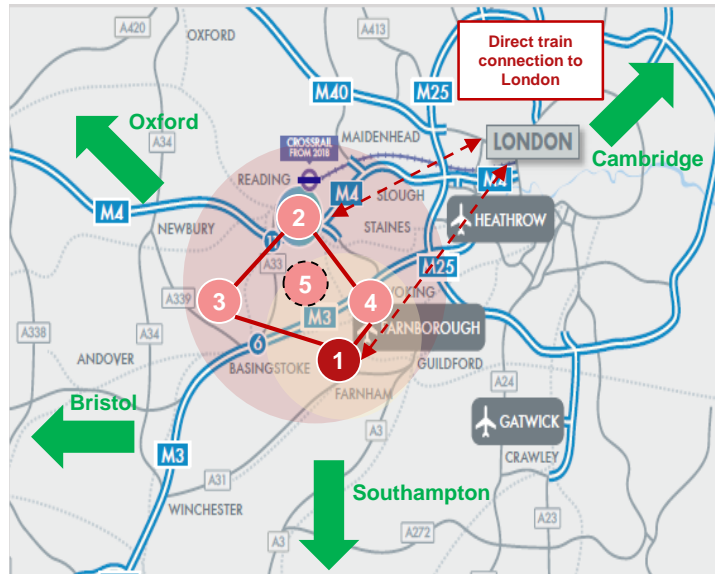 A420
OXFORD
A413
Direct train
connection to
London
M25
M40
Oxford
A34
CROSSRAIL
FROM 2018
MAIDENHEAD
LONDON
Cambridge
READING
M4
M4
SLOUGH
M4
2
STAINES
HEATHROW
NEWBURY
A33
5
M25
A339
3
4
WOKING
M3
FARNBOROUGH
A338
A34
6
1
ANDOVER
BASINGSTOKE
GUILDFORD
FARNHAM
A24
Bristol
GATWICK
A3
M3
CRAWLEY
A31
Southampton
WINCHESTER
A23
A3
A272